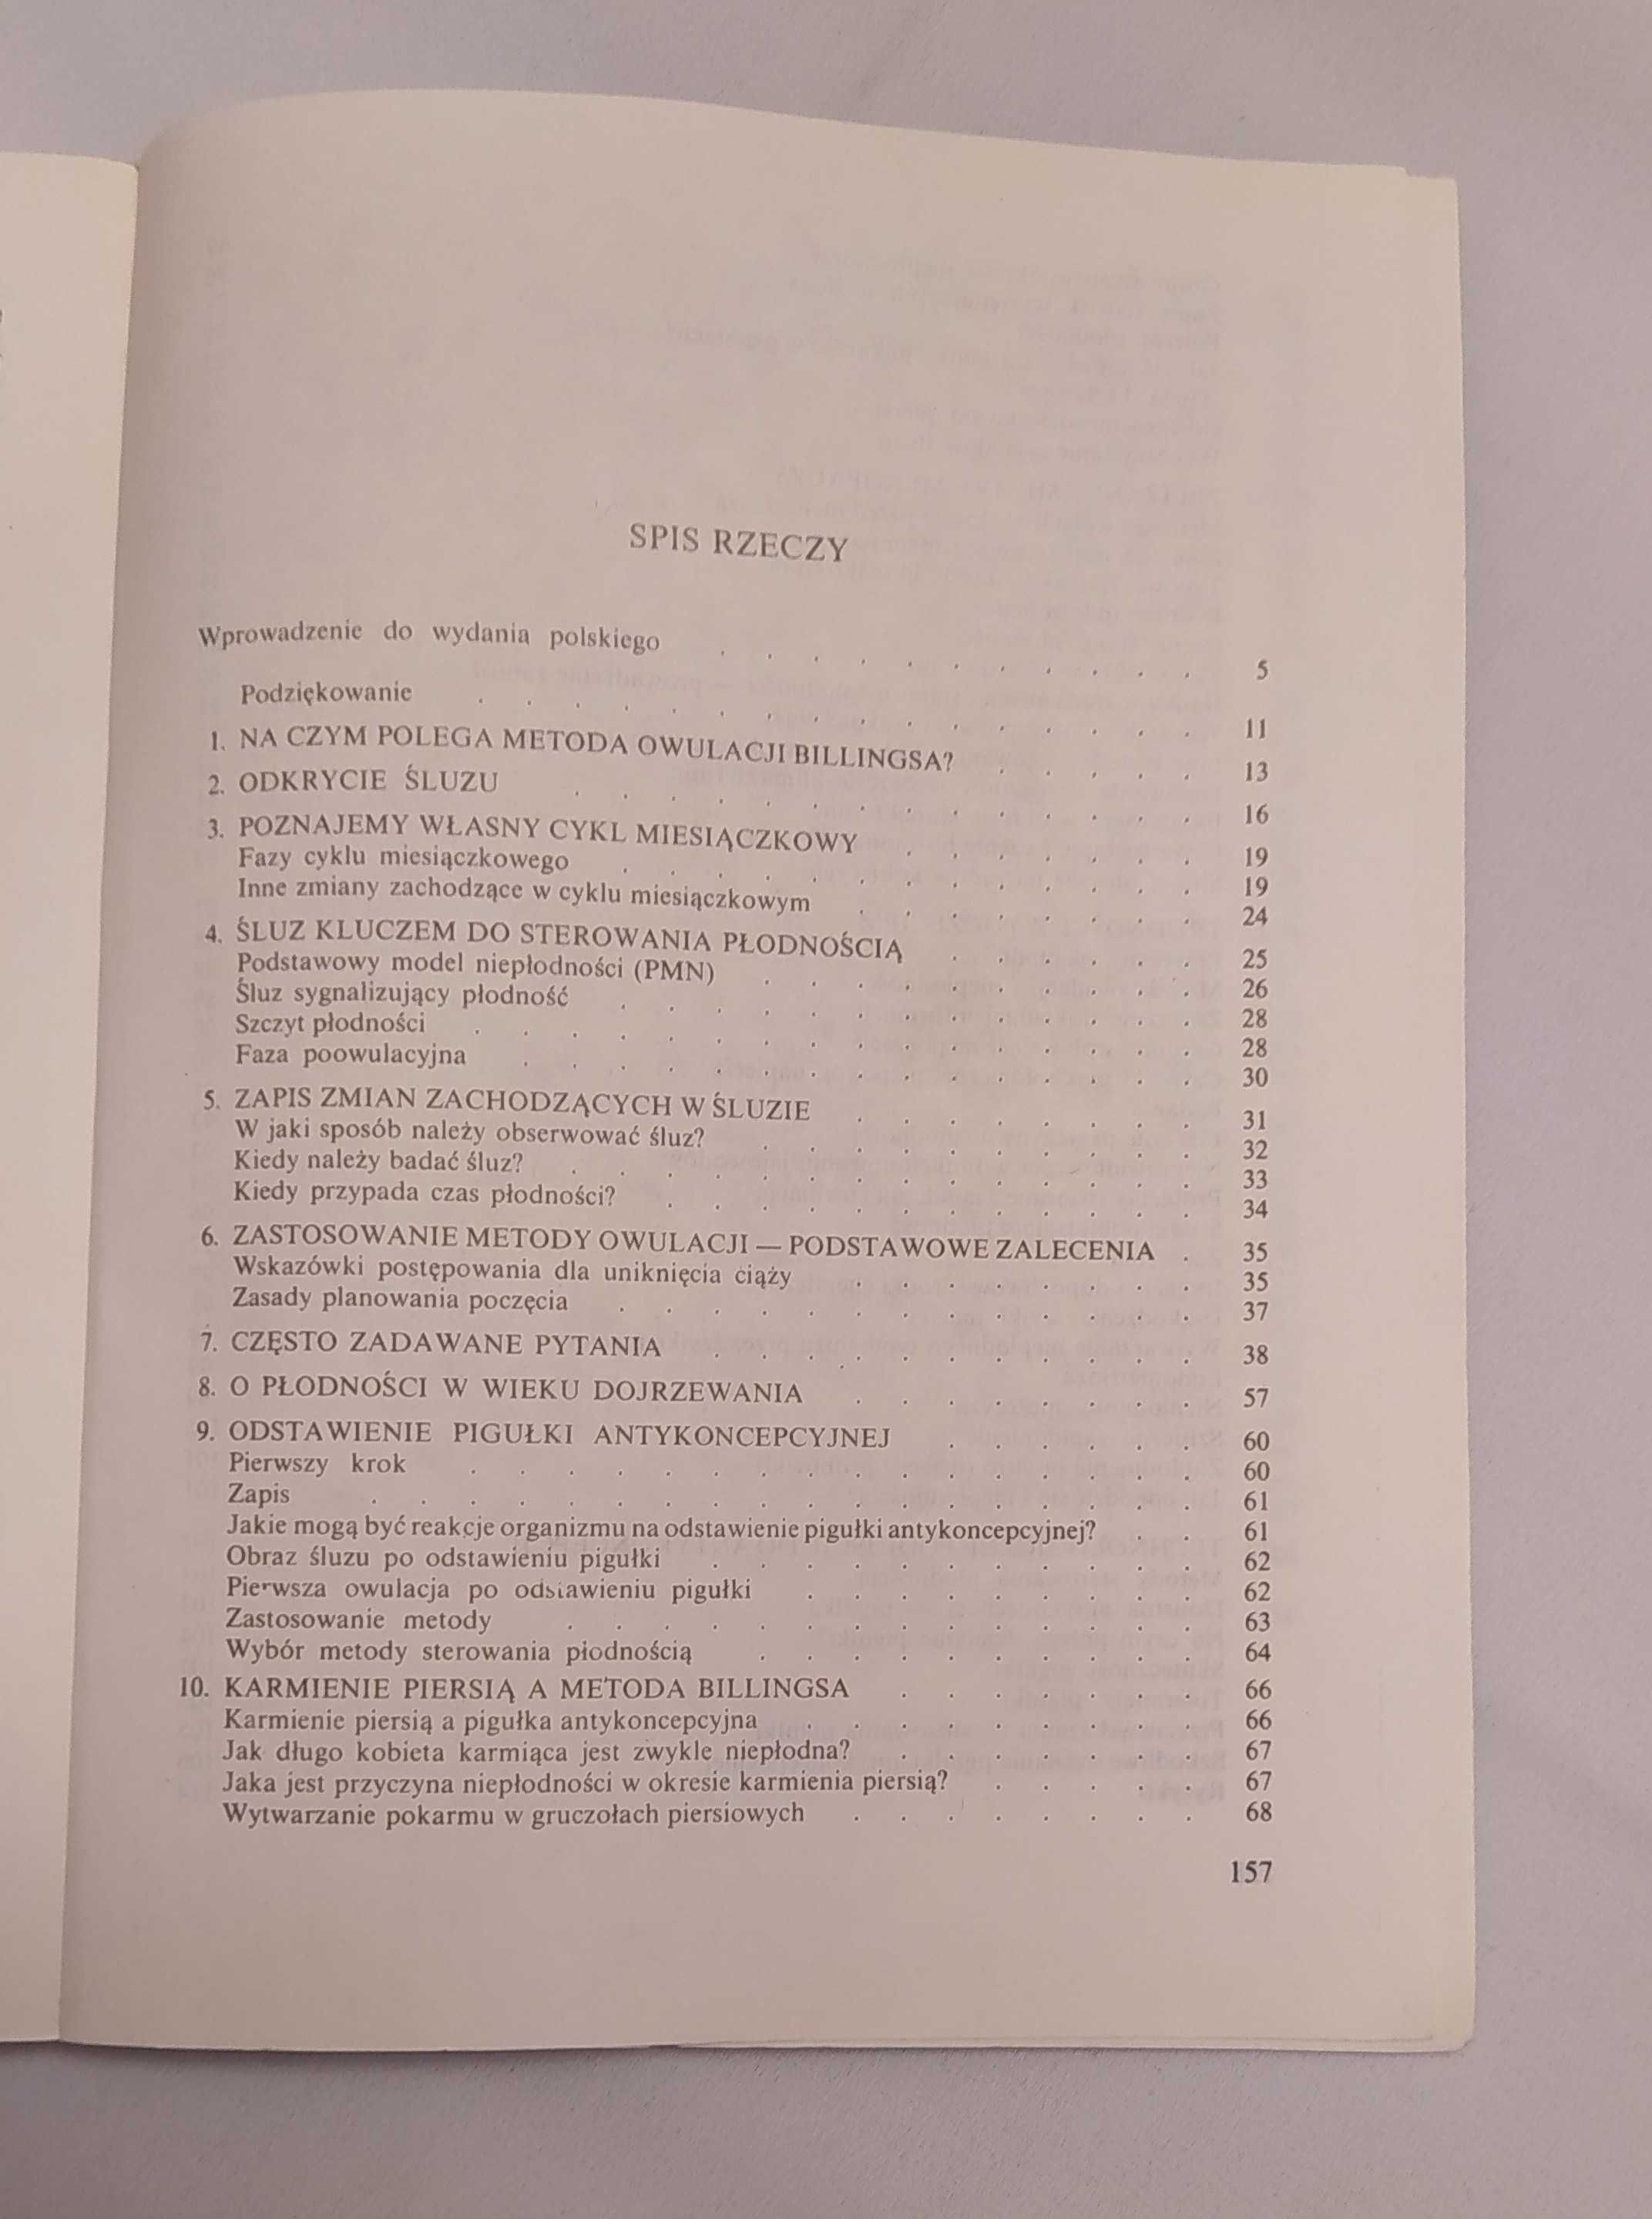 SPIS RZECZY
Wprowadzenie do wydania polskiego . . . . . . . . . . . 5
Podziękowanie . . . . . . . . . . . . . . . . 11
1. NA CZYM POLEGA METODA OWULACJI BILLINGSA? . . . . . 13
2. ODKRYCIE ŚLUZU . . . . . . . . . . . . . . 16
3. POZNAJEMY WŁASNY CYKL MIESIĄCZKOWY . . . . . . . 19
Fazy cyklu miesiączkowego . . . . . . . . . . . . . 19
Inne zmiany zachodzące w cyklu miesiączkowym . . . . . . . . 24
4. ŚLUZ KLUCZEM DO STEROWANIA PŁODNOŚCIĄ . . . . . . 25
Podstawowy model niepłodności (PMN) . . . . . . . . . . 26
Śluz sygnalizujący płodność . . . . . . . . . . . . . 28
Szczyt płodności . . . . . . . . . . . . . . . . 28
Faza poowulacyjna . . . . . . . . . . . . . . . 30
5. ZAPIS ZMIAN ZACHODZĄCYCH W ŚLUZIE . . . . . . . . 31
W jaki sposób należy obserwować śluz? . . . . . . . . . . 32
Kiedy należy badać śluz? . . . . . . . . . . . . . . 33
Kiedy przypada czas płodności? . . . . . . . . . . . . 34
6. ZASTOSOWANIE METODY OWULACJI — PODSTAWOWE ZALECENIA . 35
Wskazówki postępowania dla uniknięcia ciąży . . . . . . . . 35
Zasady planowania poczęcia . . . . . . . . . . . . . 37
7. CZĘSTO ZADAWANE PYTANIA . . . . . . . . . . . 38
8. O PŁODNOŚCI W WIEKU DOJRZEWANIA . . . . . . . . 57
9. ODSTAWIENIE PIGUŁKI ANTYKONCEPCYJNEJ . . . . . . 60
Pierwszy krok . . . . . . . . . . . . . . . . 60
Zapis . . . . . . . . . . . . . . . . . . 61
Jakie mogą być reakcje organizmu na odstawienie pigułki antykoncepcyjnej? . . 61
Obraz śluzu po odstawieniu pigułki . . . . . . . . . . . 62
Pierwsza owulacja po odstawieniu pigułki . . . . . . . . . 62
Zastosowanie metody . . . . . . . . . . . . . . 63
Wybór metody sterowania płodnością . . . . . . . . . . 64
10. KARMIENIE PIERSIĄ A METODA BILLINGSA . . . . . . . 66
Karmienie piersią a pigułka antykoncepcyjna . . . . . . . . . 66
Jak długo kobieta karmiąca jest zwykle niepłodna? . . . . . . . 67
Jaka jest przyczyna niepłodności w okresie karmienia piersią? . . . . . 67
Wytwarzanie pokarmu w gruczołach piersiowych . . . . . . . . 68
157